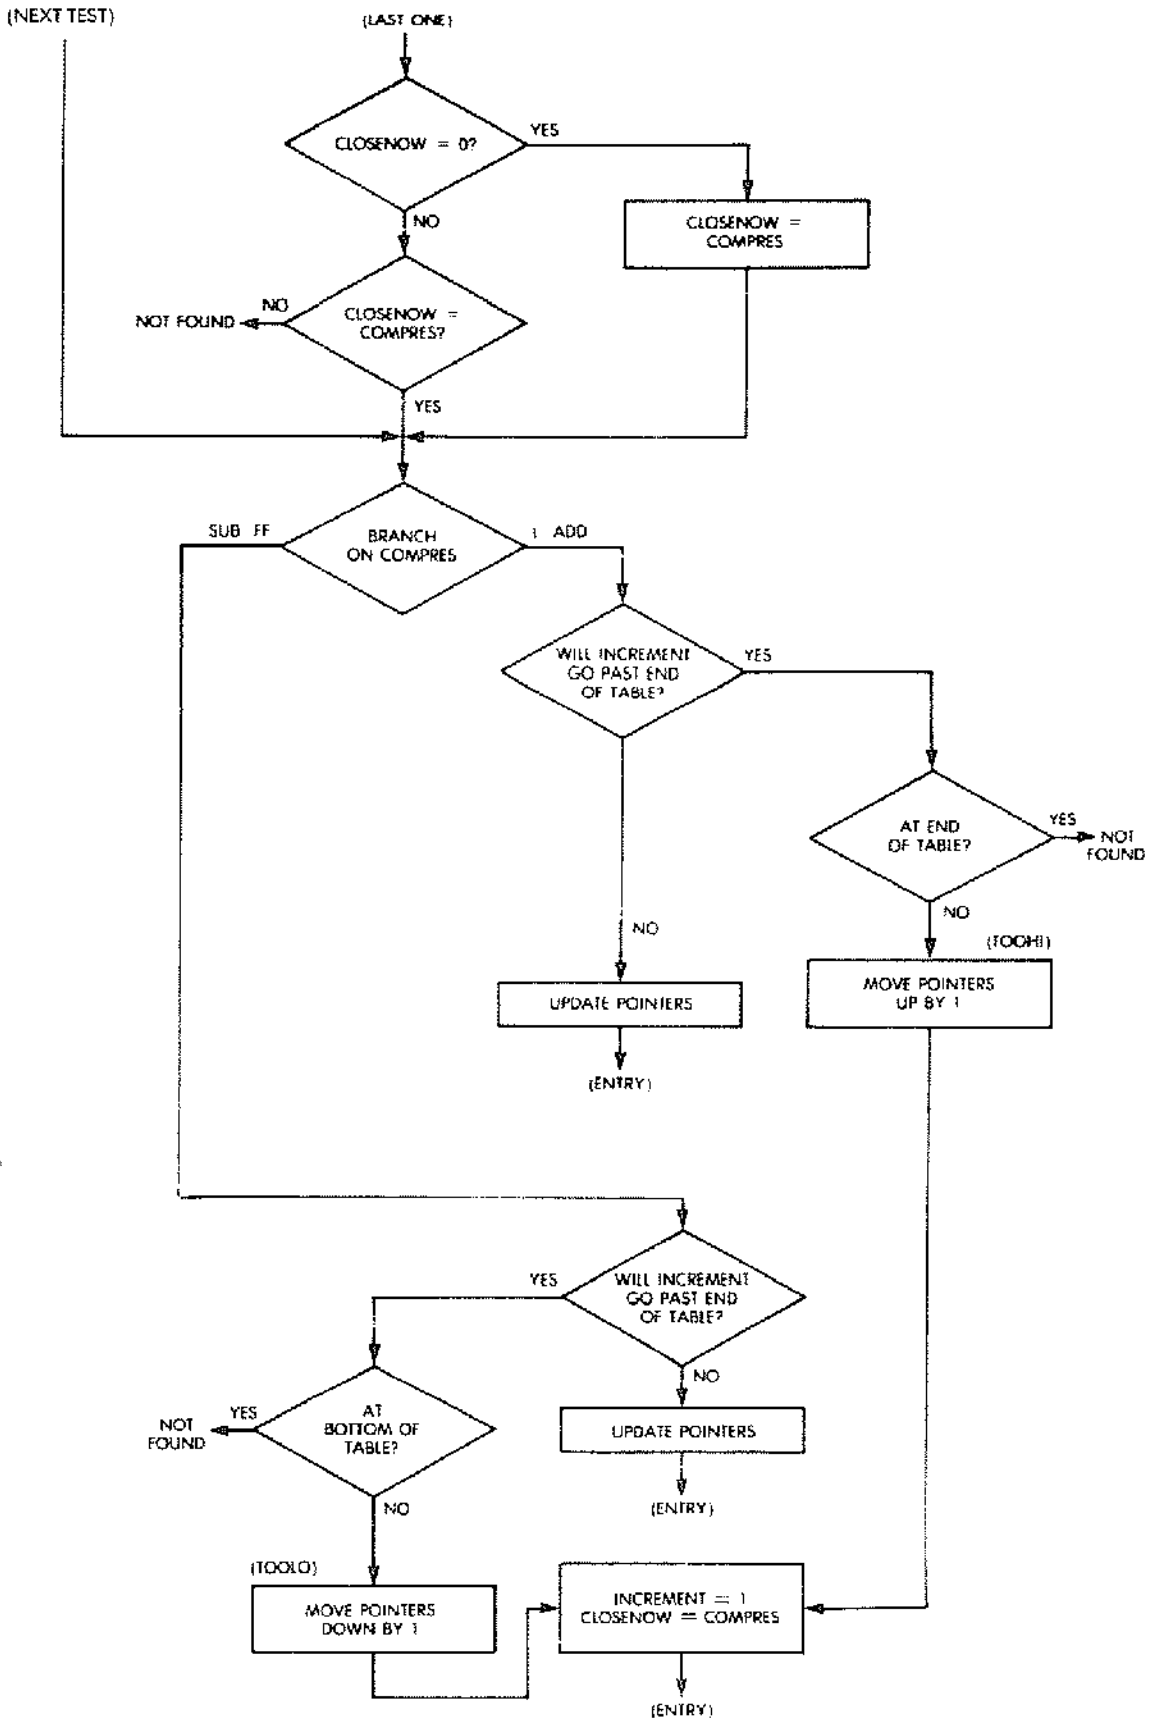 (NEXT TEST)
(LAST ONE)
CLOSENOW = 0?
YES
CLOSENOW =
COMPRES
NO
CLOSENOW =
COMPRES?
NO
NOT FOUND
YES
BRANCH
ON COMPRES
SUB FF
1 ADD
WILL INCREMENT
GO PAST END
OF TABLE?
YES
AT END
OF TABLE?
YES
NOT
FOUND
NO
NO
(TOOHI)
MOVE POINTERS
UP BY 1
UPDATE POINTERS
(ENTRY)
WILL INCREMENT
GO PAST END
OF TABLE?
YES
NO
AT
BOTTOM OF
TABLE?
YES
NOT
FOUND
UPDATE POINTERS
(ENTRY)
NO
(TOOLO)
MOVE POINTERS
DOWN BY 1
INCREMENT = 1
CLOSENOW = COMPRES
(ENTRY)